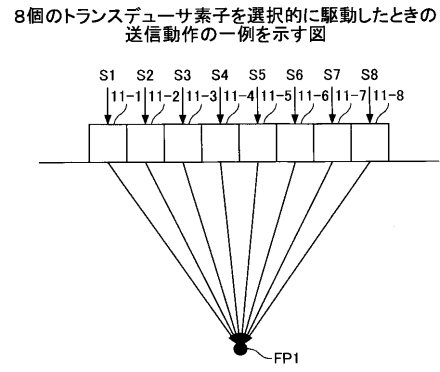 8個のトランスデューサ素子を選択的に駆動したときの
送信動作の一例を示す図
S1 S2 S3 S4 S5 S6 S7 S8
11-1 11-2 11-3 11-4 11-5 11-6 11-7 11-8
FP1